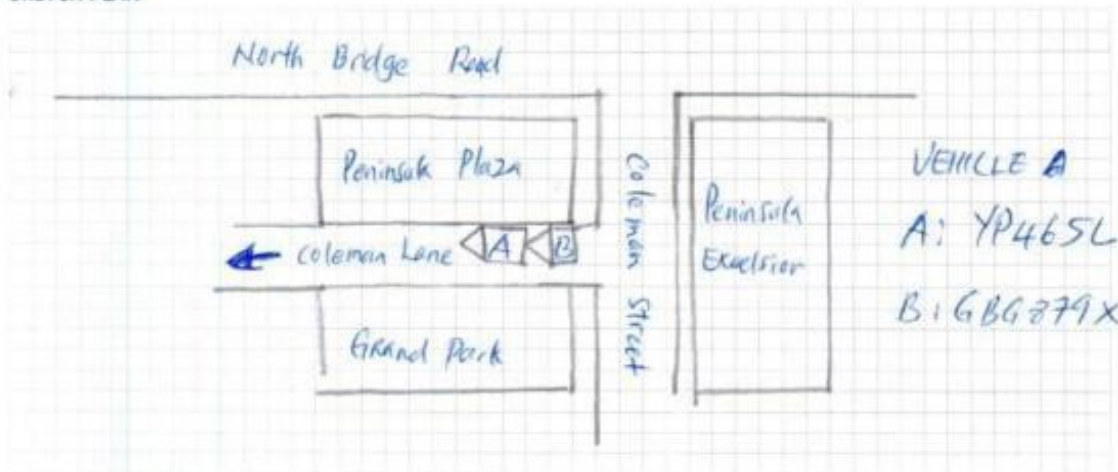 North Bridge Road
Peninsula Plaza
Coleman Lane
A
B
Grand Park
Coleman Street
Peninsula
Excelsior
VEHICLE A
A: YP465L
B: GBG879X